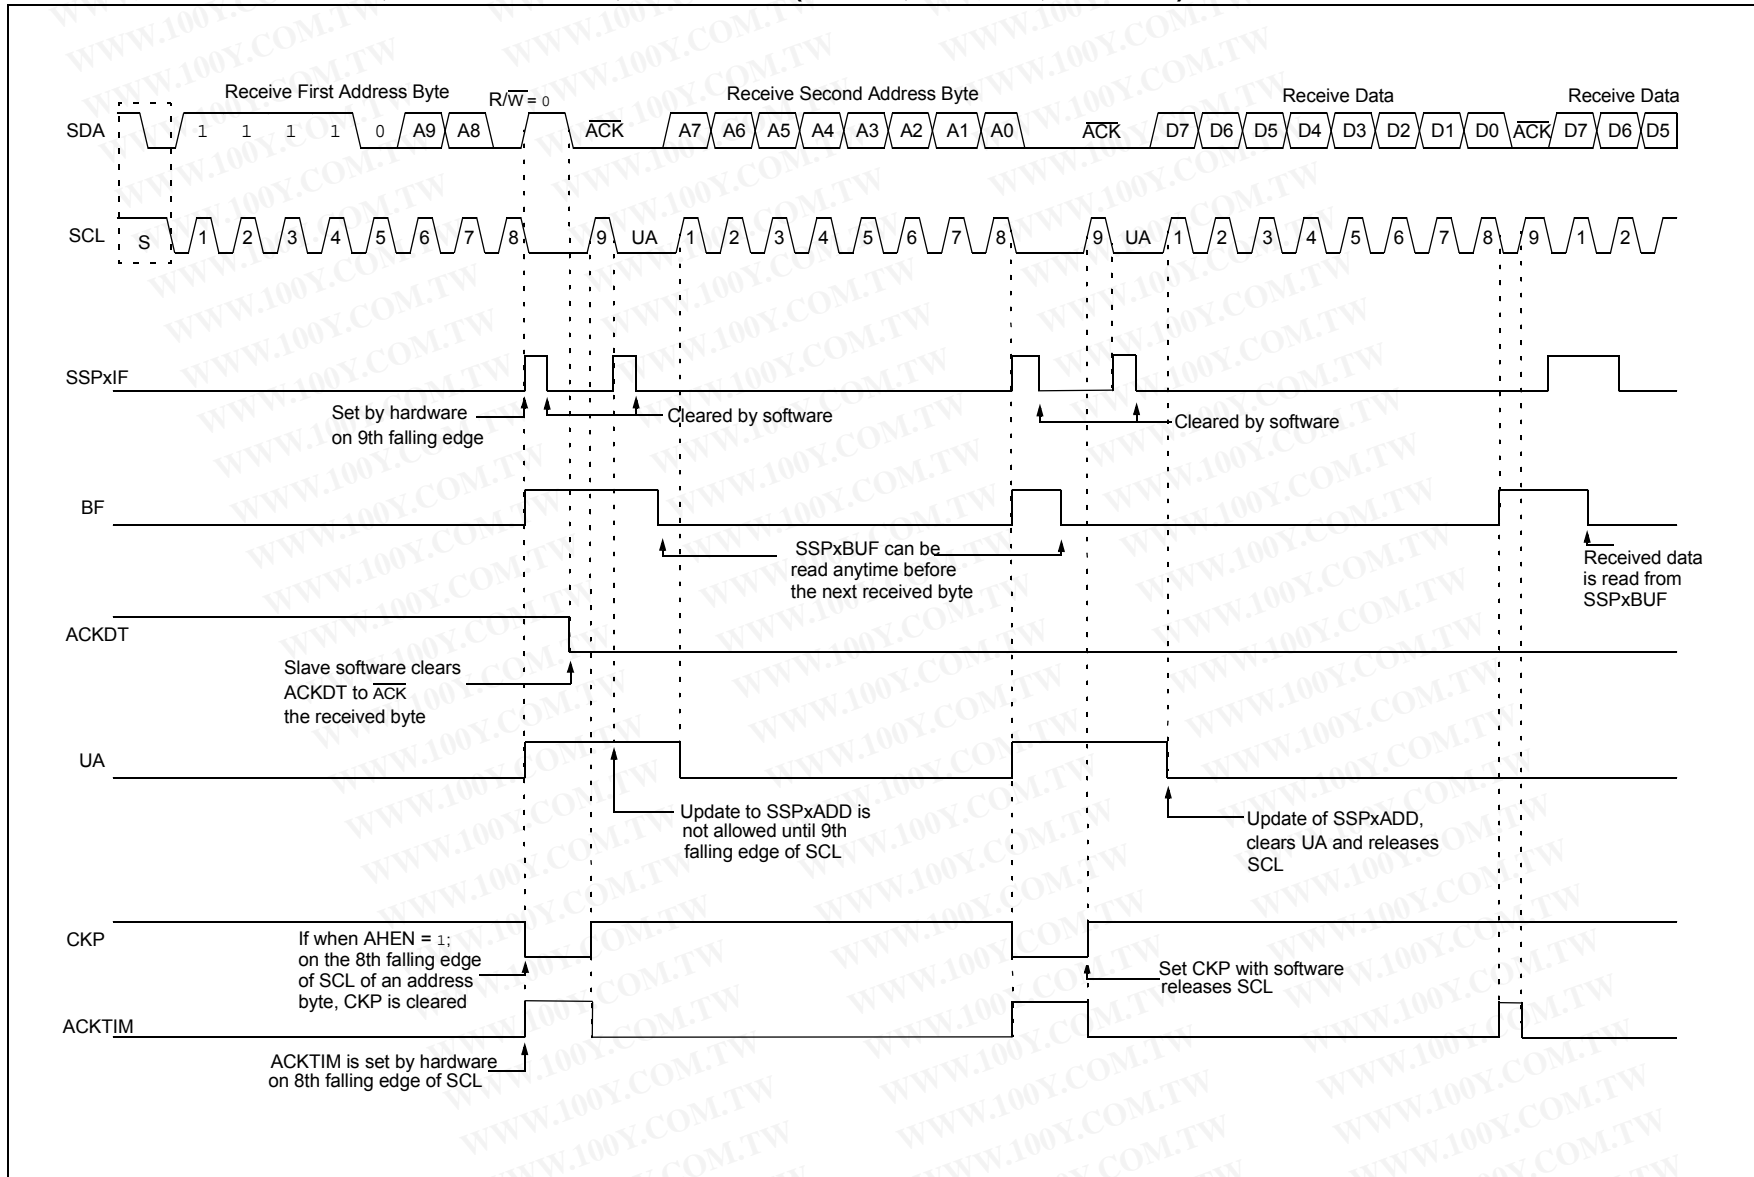 Receive First Address Byte
R/W = 0
Receive Second Address Byte
Receive Data
Receive Data
SDA
1 1 1 1 0 A9 A8
ACK
A7 A6 A5 A4 A3 A2 A1 A0
ACK
D7 D6 D5 D4 D3 D2 D1 D0
ACK
D7 D6 D5
SCL
S
1 2 3 4 5 6 7 8 9 UA 1 2 3 4 5 6 7 8 9 UA 1 2 3 4 5 6 7 8 9 1 2
SSPxIF
Set by hardware
on 9th falling edge
Cleared by software
Cleared by software
BF
SSPxBUF can be
read anytime before
the next received byte
Received data
is read from
SSPxBUF
ACKDT
Slave software clears
ACKDT to ACK
the received byte
UA
Update to SSPxADD is
not allowed until 9th
falling edge of SCL
Update of SSPxADD,
clears UA and releases
SCL
CKP
If when AHEN = 1;
on the 8th falling edge
of SCL of an address
byte, CKP is cleared
Set CKP with software
releases SCL
ACKTIM
ACKTIM is set by hardware
on 8th falling edge of SCL
WWW.100Y.COM.TW